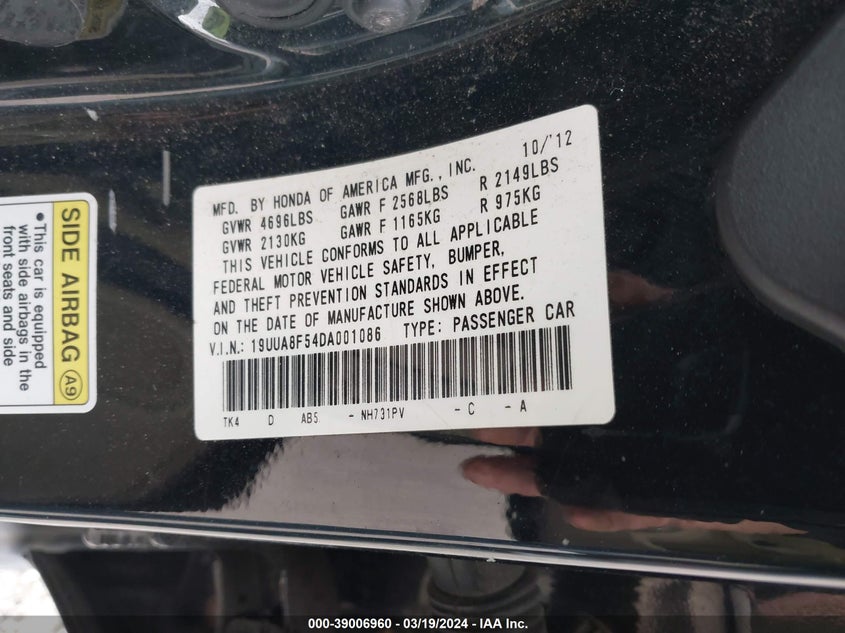 MFD. BY HONDA OF AMERICA MFG., INC. 10/'12
GVWR 4696LBS GAWR F 2568LBS R 2149LBS
GVWR 2130KG GAWR F 1165KG R 975KG
THIS VEHICLE CONFORMS TO ALL APPLICABLE
FEDERAL MOTOR VEHICLE SAFETY, BUMPER,
AND THEFT PREVENTION STANDARDS IN EFFECT
ON THE DATE OF MANUFACTURE SHOWN ABOVE.
V.I.N.: 19UUA8F54DA001086 TYPE: PASSENGER CAR
TK4 D AB5 - NH731PV - C - A
SIDE AIRBAG A9
•This car is equipped
with side airbags in the
front seats and side
000-39006960 - 03/19/2024 - IAA Inc.